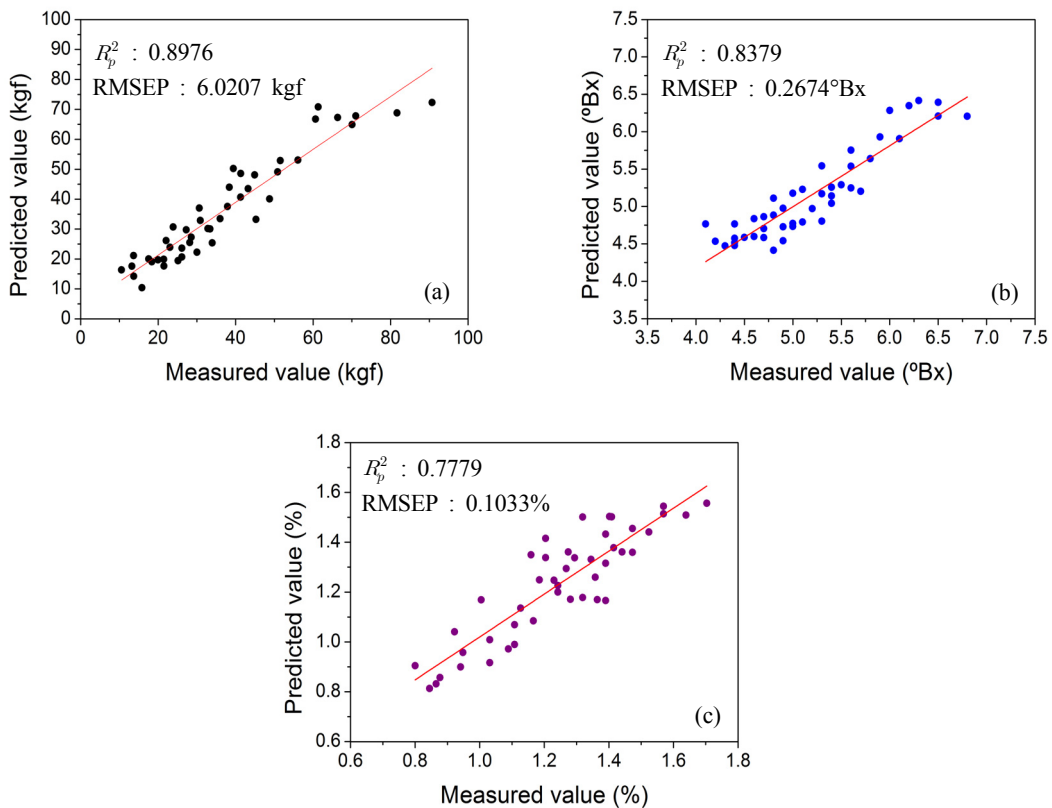 100
90
80
70
60
50
40
30
20
10
0
R_p^2 : 0.8976
RMSEP : 6.0207 kgf
(a)
0 20 40 60 80 100
Measured value (kgf)
Predicted value (kgf)
7.5
7.0
6.5
6.0
5.5
5.0
4.5
4.0
3.5
R_p^2 : 0.8379
RMSEP : 0.2674°Bx
(b)
3.5 4.0 4.5 5.0 5.5 6.0 6.5 7.0 7.5
Measured value (ºBx)
Predicted value (ºBx)
1.8
1.6
1.4
1.2
1.0
0.8
0.6
R_p^2 : 0.7779
RMSEP : 0.1033%
(c)
0.6 0.8 1.0 1.2 1.4 1.6 1.8
Measured value (%)
Predicted value (%)